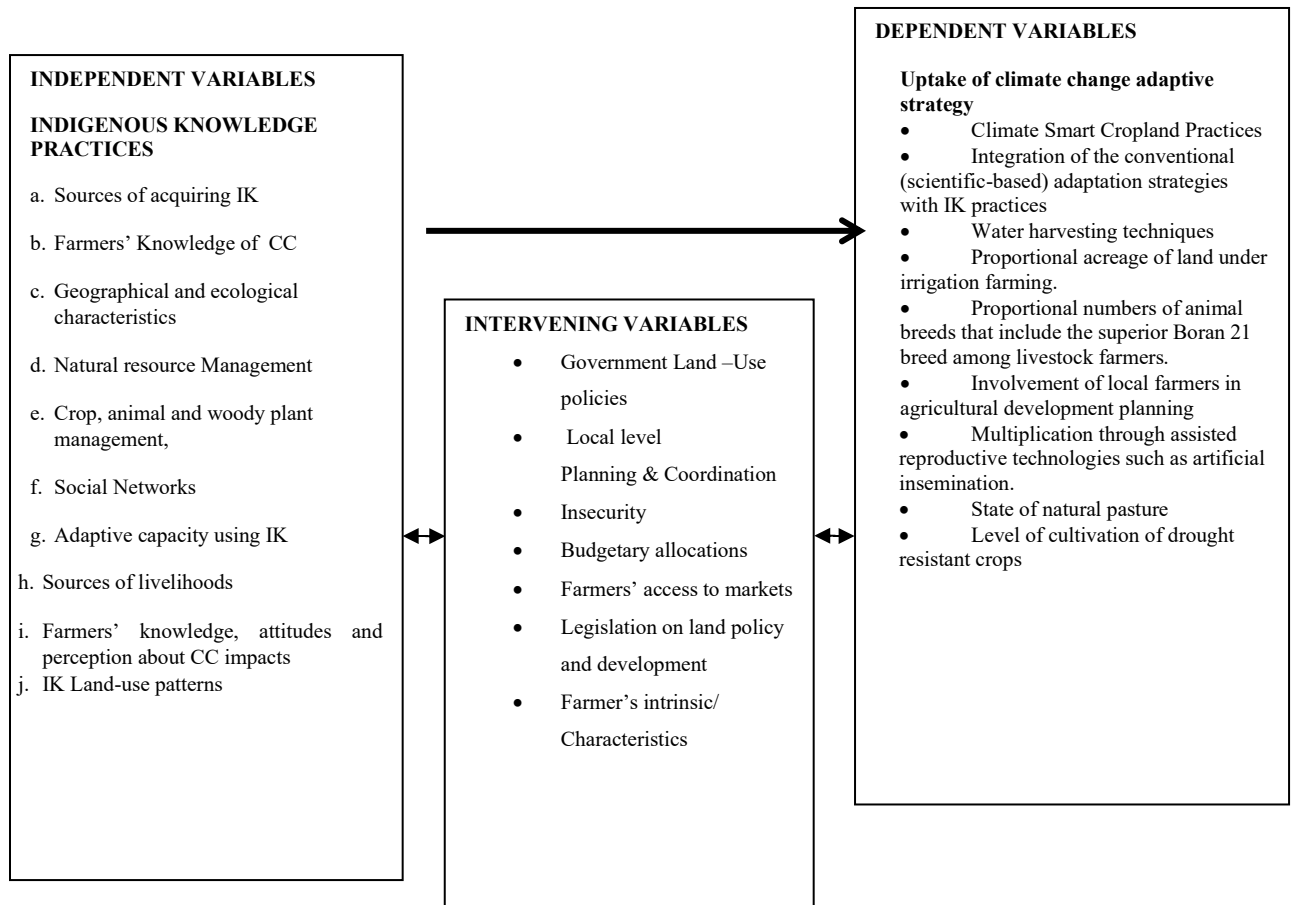 INDEPENDENT VARIABLES
INDIGENOUS KNOWLEDGE
PRACTICES
a. Sources of acquiring IK
b. Farmers’ Knowledge of CC
c. Geographical and ecological
characteristics
d. Natural resource Management
e. Crop, animal and woody plant
management,
f. Social Networks
g. Adaptive capacity using IK
h. Sources of livelihoods
i. Farmers’ knowledge, attitudes and
perception about CC impacts
j. IK Land-use patterns
INTERVENING VARIABLES
• Government Land –Use
policies
• Local level
Planning & Coordination
• Insecurity
• Budgetary allocations
• Farmers’ access to markets
• Legislation on land policy
and development
• Farmer’s intrinsic/
Characteristics
DEPENDENT VARIABLES
Uptake of climate change adaptive
strategy
• Climate Smart Cropland Practices
• Integration of the conventional
(scientific-based) adaptation strategies
with IK practices
• Water harvesting techniques
• Proportional acreage of land under
irrigation farming.
• Proportional numbers of animal
breeds that include the superior Boran 21
breed among livestock farmers.
• Involvement of local farmers in
agricultural development planning
• Multiplication through assisted
reproductive technologies such as artificial
insemination.
• State of natural pasture
• Level of cultivation of drought
resistant crops